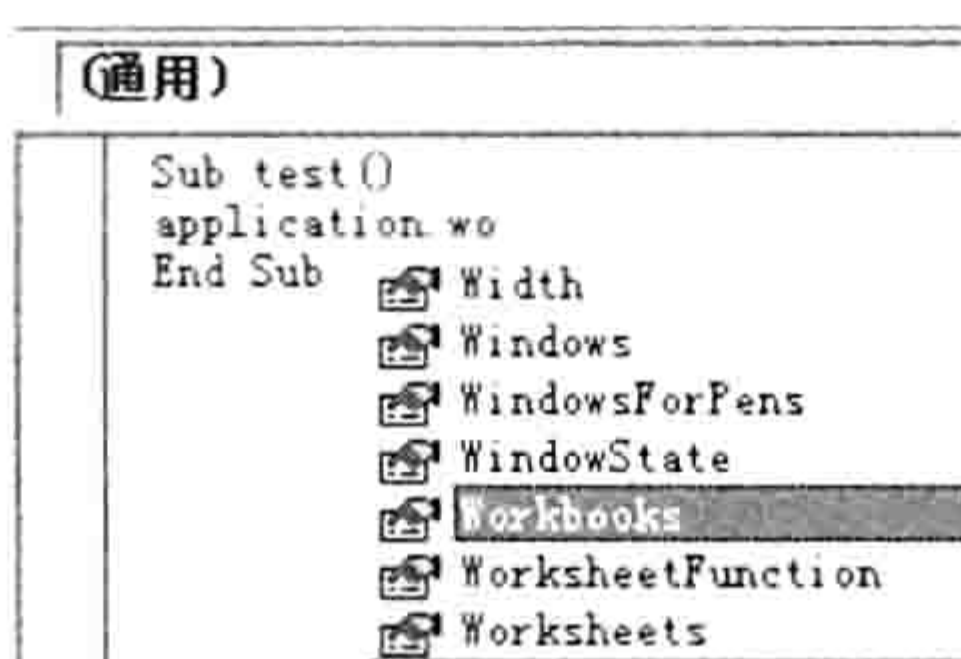 (通用)
Sub test()
application.wo
End Sub
Width
Windows
WindowsForPens
WindowState
Workbooks
WorksheetFunction
Worksheets